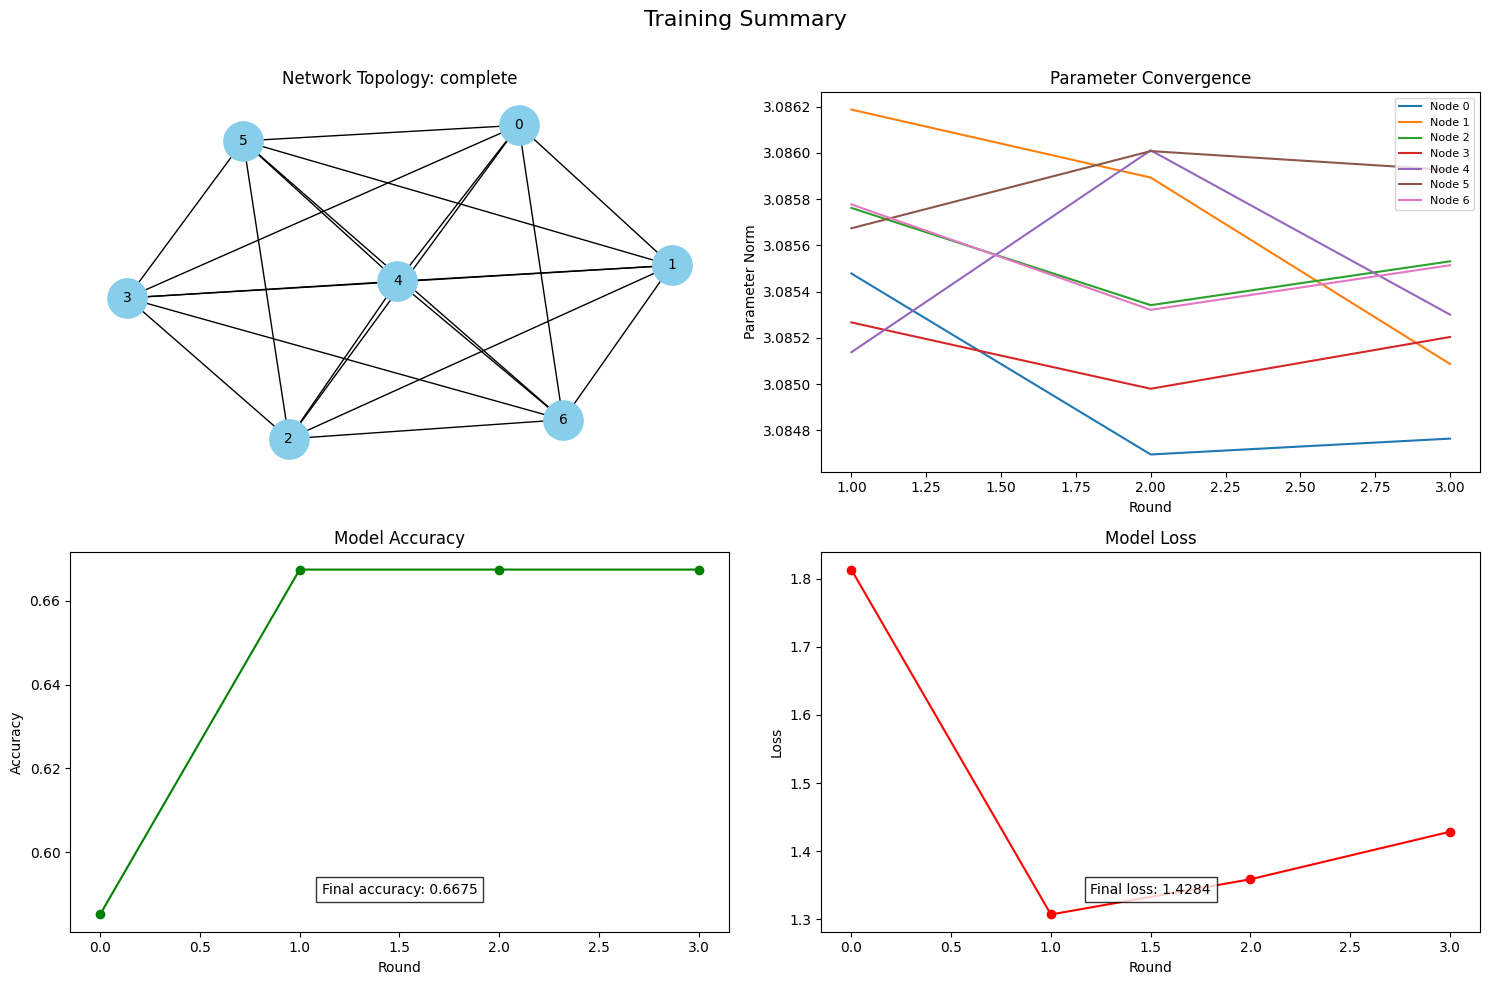 Training Summary
Network Topology: complete
5
0
1
4
3
6
2
Parameter Convergence
Parameter Norm
3.0862
3.0860
3.0858
3.0856
3.0854
3.0852
3.0850
3.0848
Node 0
Node 1
Node 2
Node 3
Node 4
Node 5
Node 6
1.00 1.25 1.50 1.75 2.00 2.25 2.50 2.75 3.00
Round
Model Accuracy
Accuracy
0.66
0.64
0.62
0.60
Final accuracy: 0.6675
0.0 0.5 1.0 1.5 2.0 2.5 3.0
Round
Model Loss
Loss
1.8
1.7
1.6
1.5
1.4
1.3
Final loss: 1.4284
0.0 0.5 1.0 1.5 2.0 2.5 3.0
Round